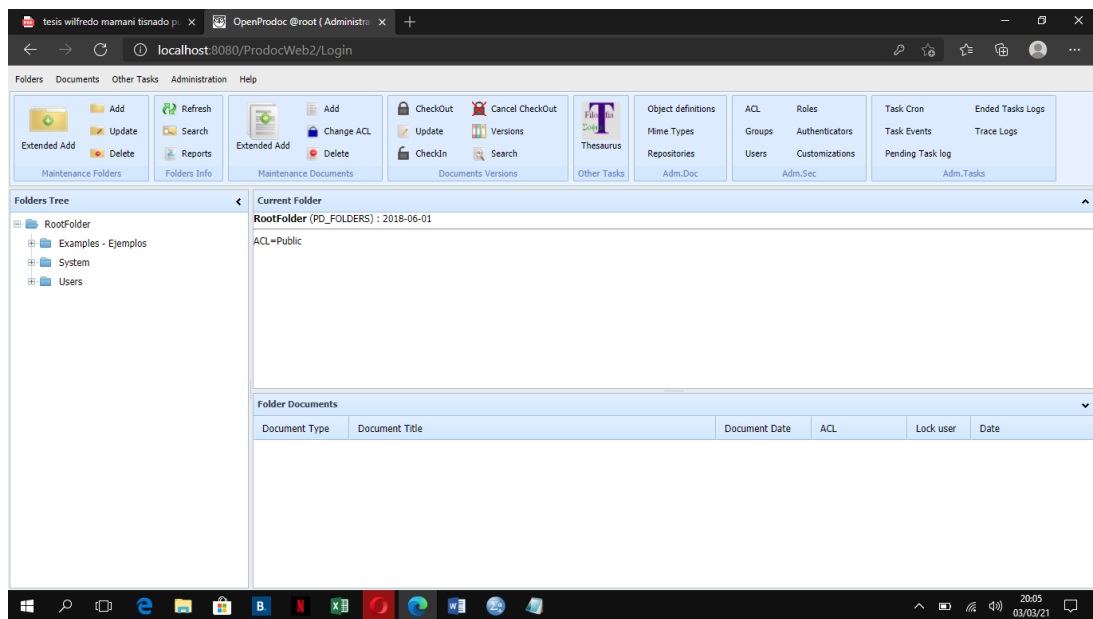 tesis wilfredo mamani tisnado p
OpenProdoc @root ( Administra
localhost:8080/ProdocWeb2/Login
Folders Documents Other Tasks Administration Help
Extended Add
Add
Update
Delete
Maintenance Folders
Refresh
Search
Reports
Folders Info
Extended Add
Add
Change ACL
Delete
Maintenance Documents
CheckOut Cancel CheckOut
Update Versions
CheckIn Search
Documents Versions
Thesaurus
Other Tasks
Object definitions
Mime Types
Repositories
Adm.Doc
ACL Roles
Groups Authenticators
Users Customizations
Adm.Sec
Task Cron Ended Tasks Logs
Task Events Trace Logs
Pending Task log
Adm.Tasks
Folders Tree
RootFolder
Examples - Ejemplos
System
Users
Current Folder
RootFolder (PD_FOLDERS) : 2018-06-01
ACL=Public
Folder Documents
Document Type Document Title Document Date ACL Lock user Date
20:05
03/03/21